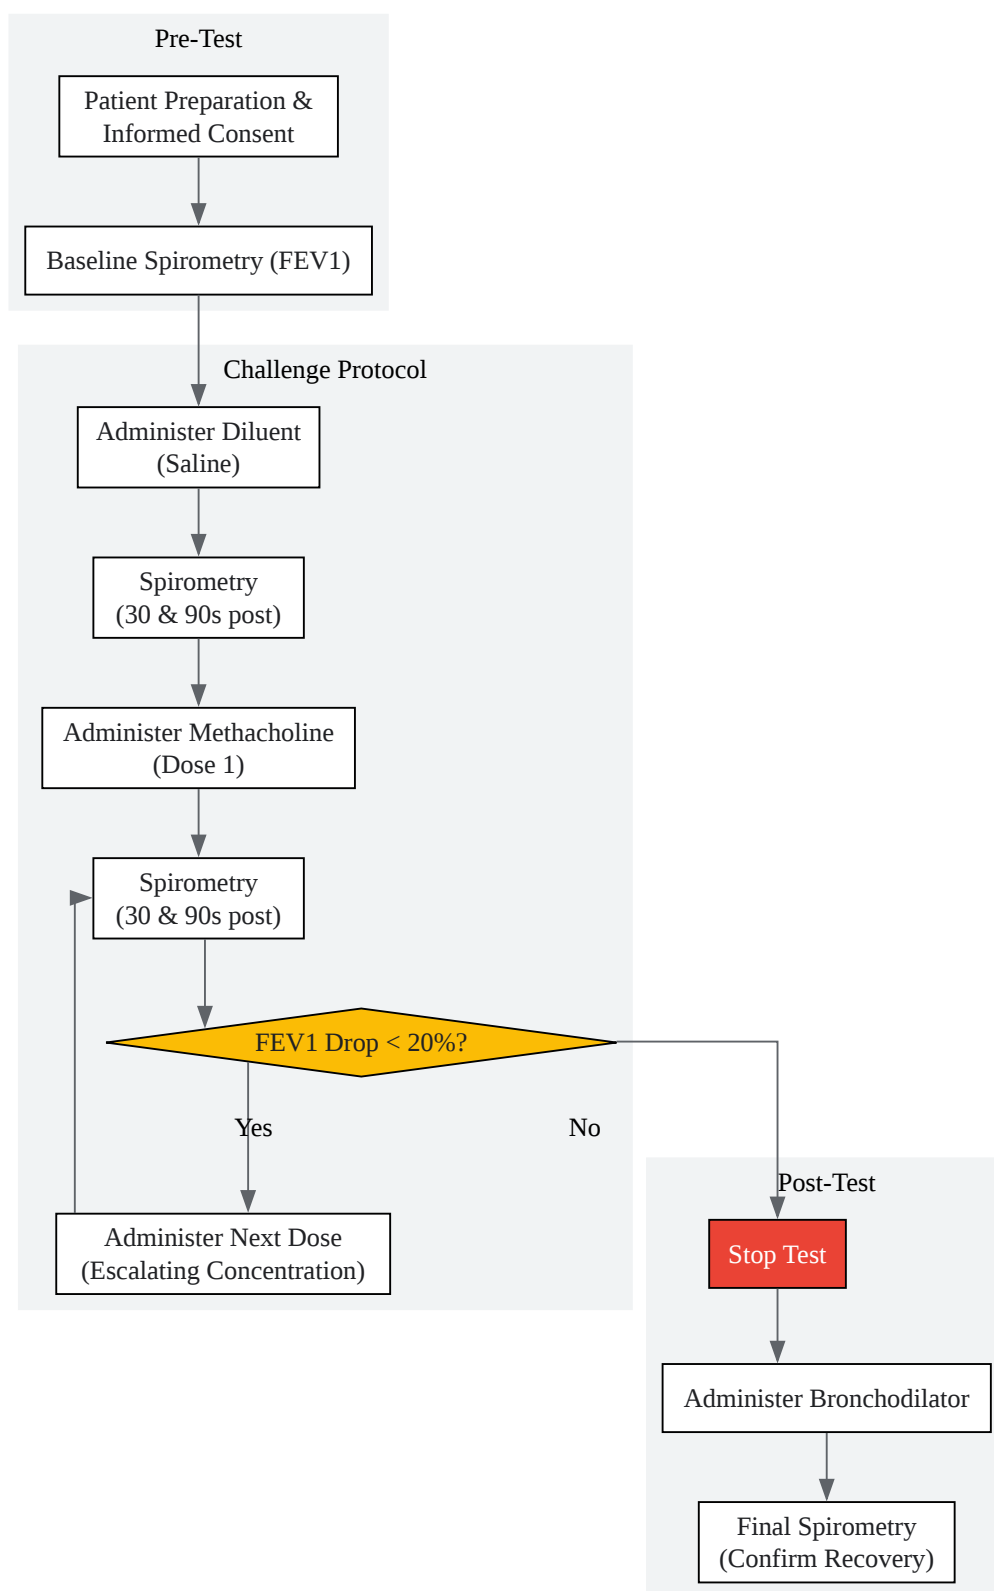 Pre-Test
Patient Preparation &
Informed Consent
Baseline Spirometry (FEV1)
Challenge Protocol
Administer Diluent
(Saline)
Spirometry
(30 & 90s post)
Administer Methacholine
(Dose 1)
Spirometry
(30 & 90s post)
FEV1 Drop < 20%?
Yes
No
Administer Next Dose
(Escalating Concentration)
Post-Test
Stop Test
Administer Bronchodilator
Final Spirometry
(Confirm Recovery)